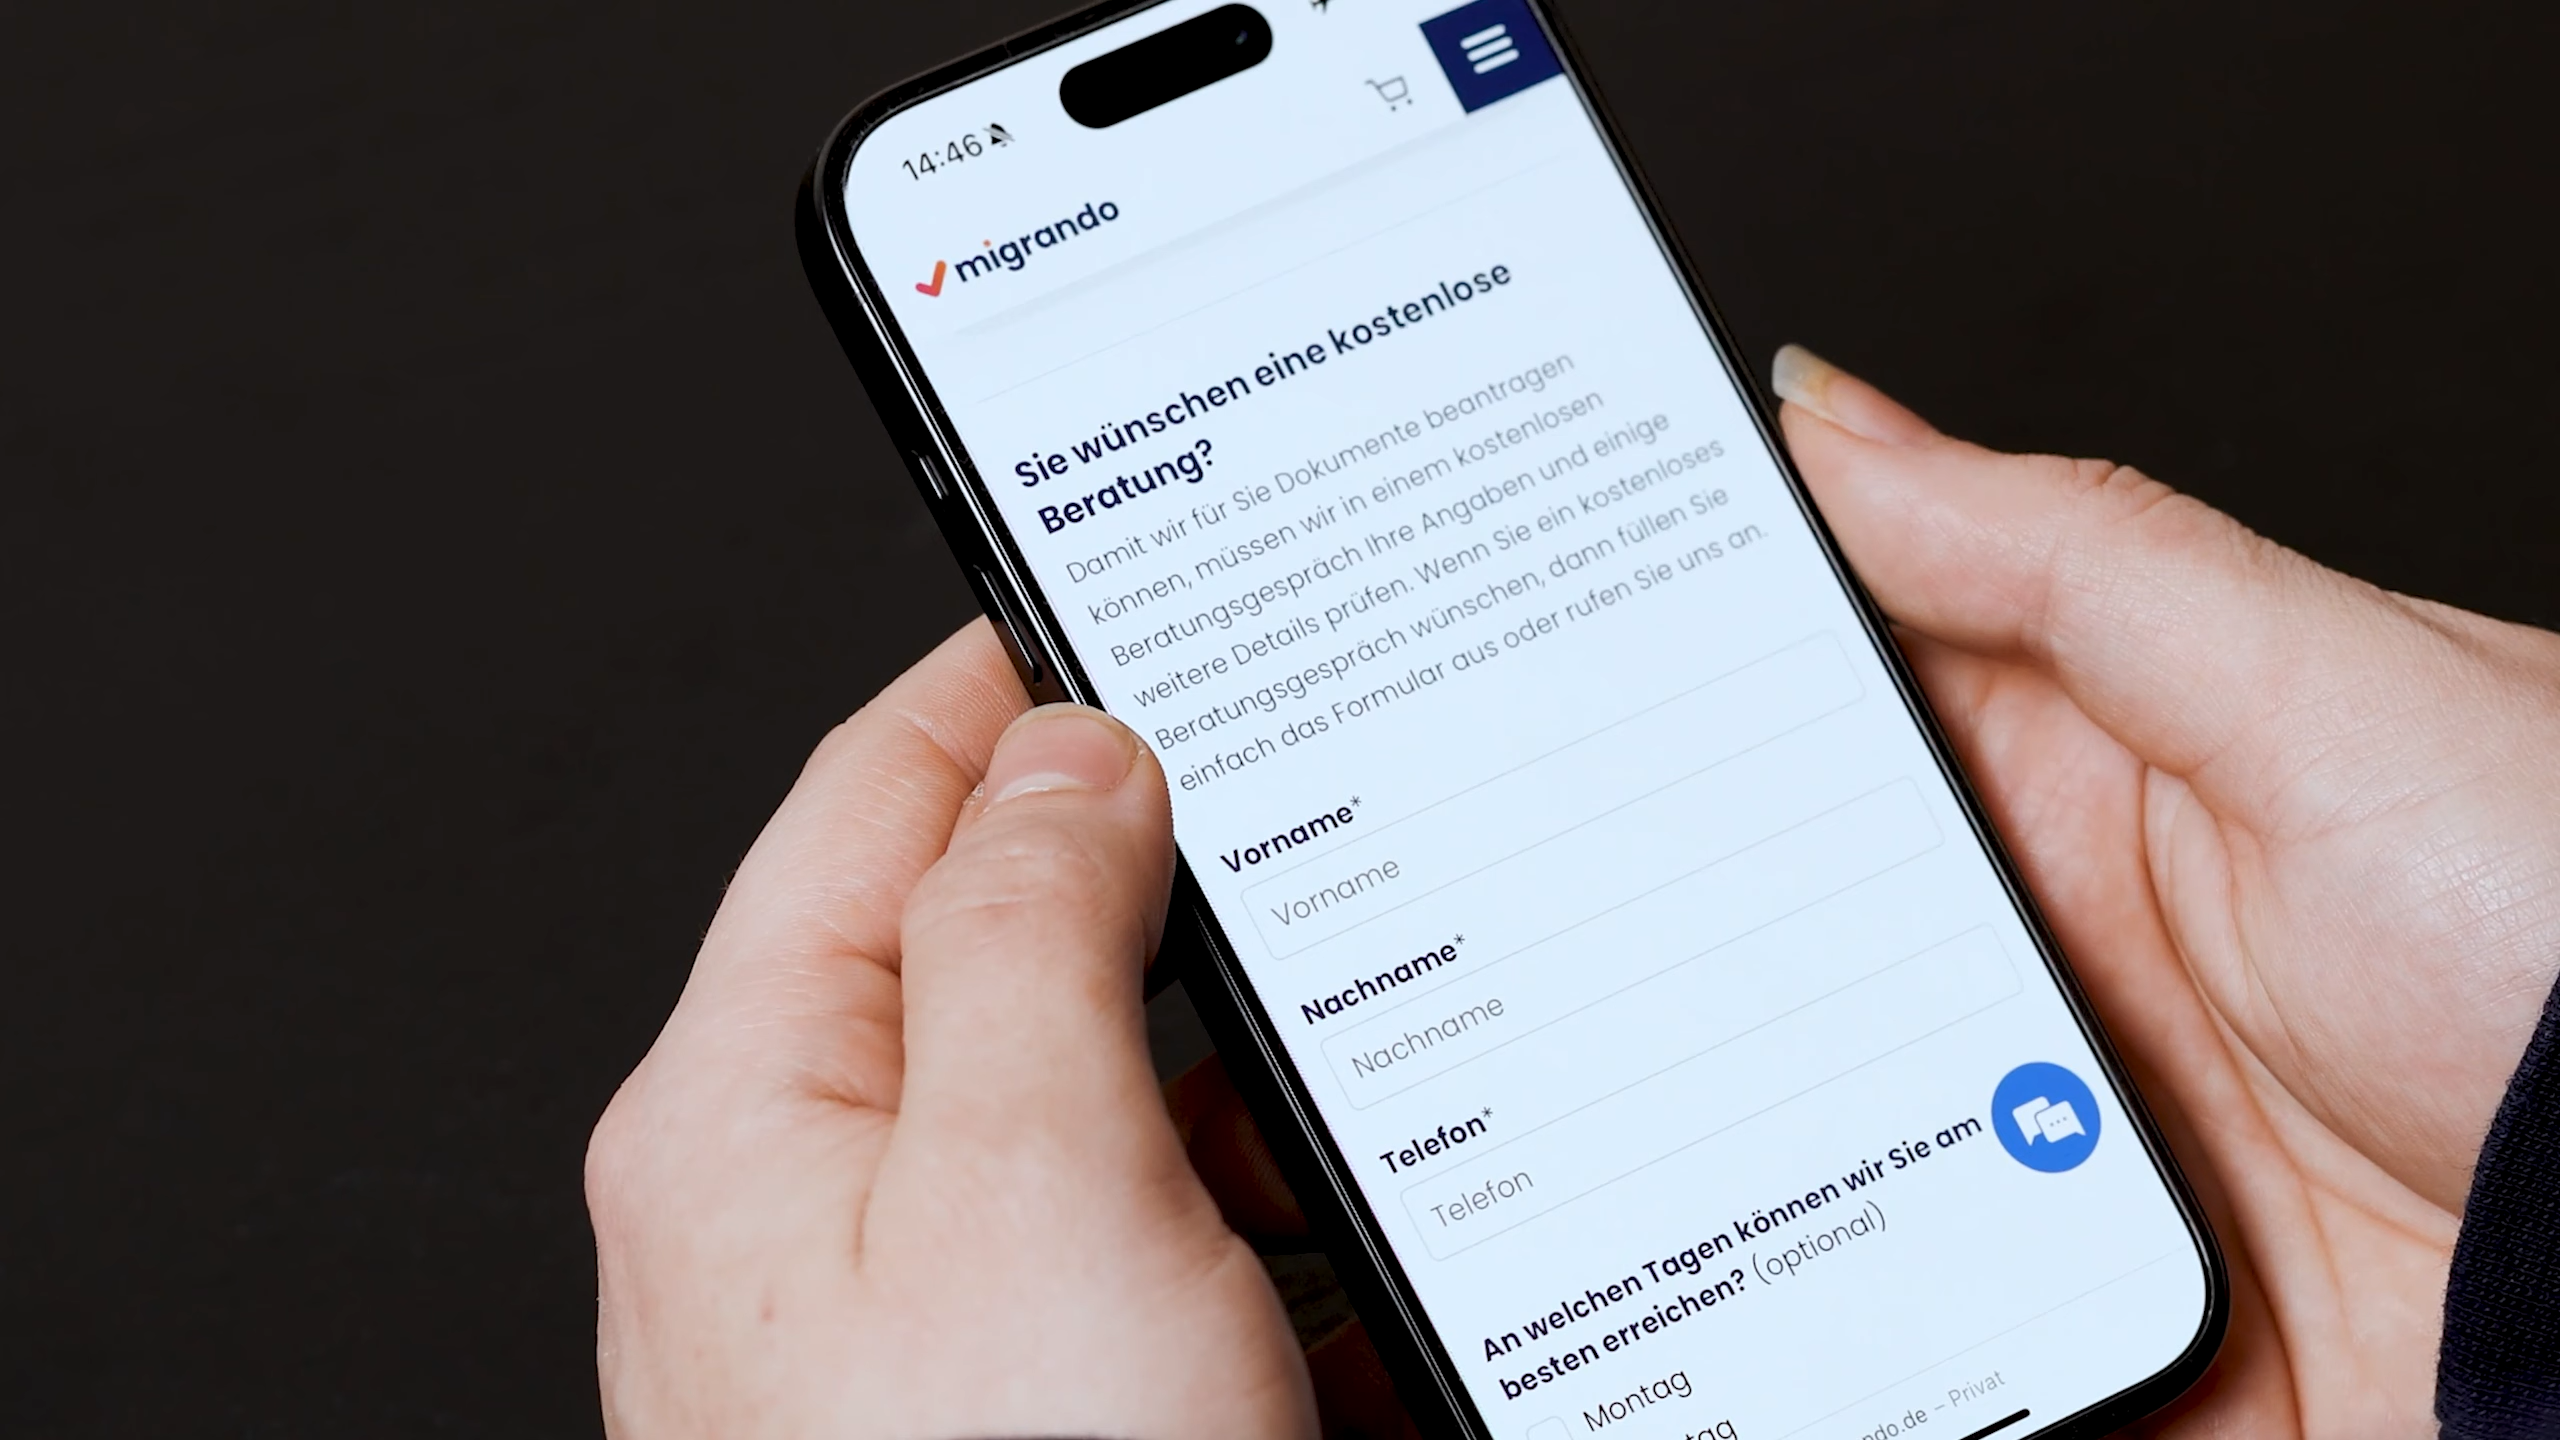 14:46
migrando
Sie wünschen eine kostenlose
Beratung?
Damit wir für Sie Dokumente beantragen
können, müssen wir in einem kostenlosen
Beratungsgespräch Ihre Angaben und einige
weitere Details prüfen. Wenn Sie ein kostenloses
Beratungsgespräch wünschen, dann füllen Sie
einfach das Formular aus oder rufen Sie uns an.
Vorname*
Vorname
Nachname*
Nachname
Telefon*
Telefon
An welchen Tagen können wir Sie am
besten erreichen? (optional)
Montag
– Privat